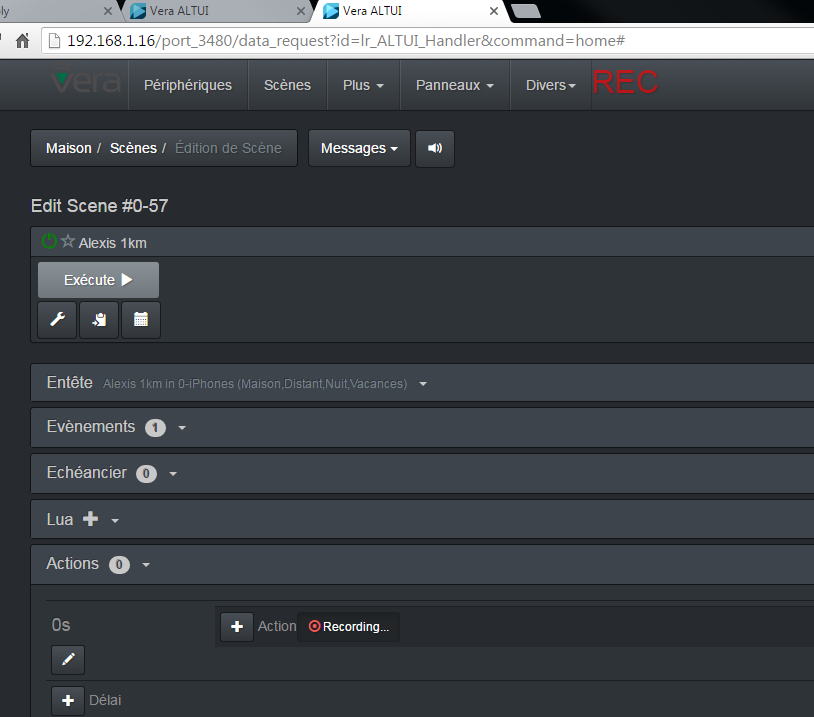 ly
Vera ALTUI
Vera ALTUI
192.168.1.16/port_3480/data_request?id=lr_ALTUI_Handler&command=home#
vera
Périphériques
Scènes
Plus
Panneaux
Divers
REC
Maison / Scènes / Édition de Scène
Messages
Edit Scene #0-57
Alexis 1km
Exécute
Entête Alexis 1km in 0-iPhones (Maison,Distant,Nuit,Vacances)
Evènements 1
Echéancier 0
Lua
Actions 0
0s
Action Recording...
Délai